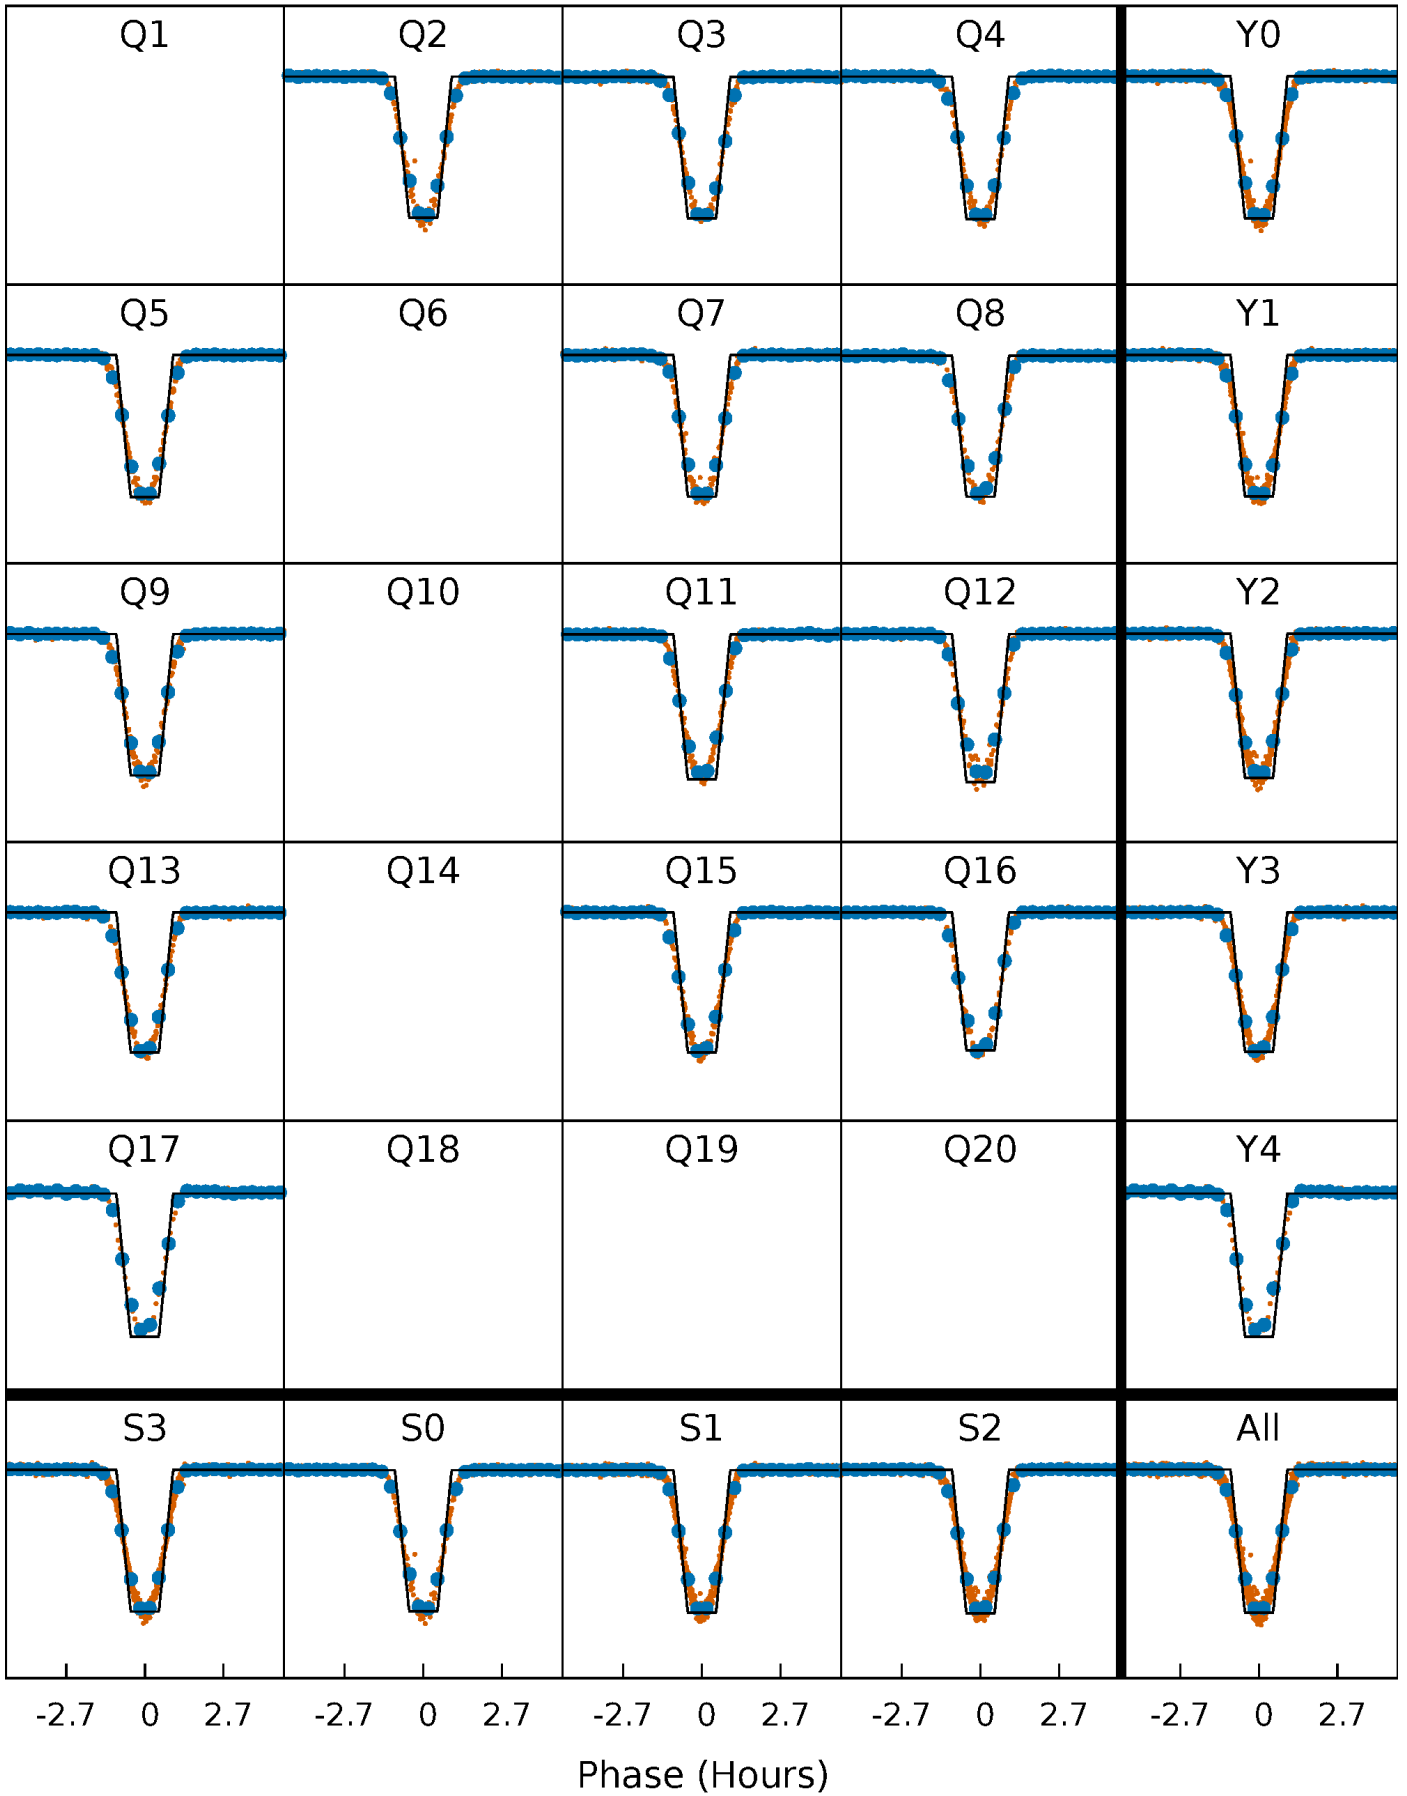 Q1 Q2 Q3 Q4 Y0
Q5 Q6 Q7 Q8 Y1
Q9 Q10 Q11 Q12 Y2
Q13 Q14 Q15 Q16 Y3
Q17 Q18 Q19 Q20 Y4
S3 S0 S1 S2 All
-2.7 0 2.7 -2.7 0 2.7 -2.7 0 2.7 -2.7 0 2.7 -2.7 0 2.7
Phase (Hours)